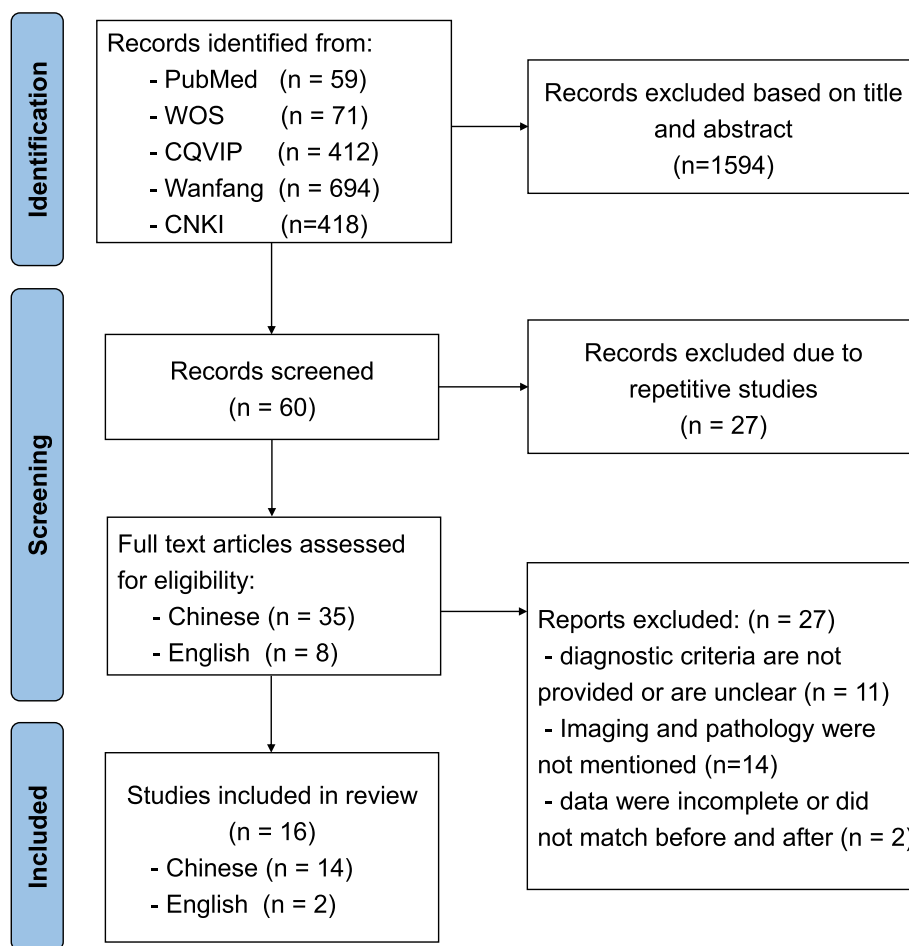 Identification
Records identified from:
- PubMed (n = 59)
- WOS (n = 71)
- CQVIP (n = 412)
- Wanfang (n = 694)
- CNKI (n=418)
Records excluded based on title
and abstract
(n=1594)
Screening
Records screened
(n = 60)
Records excluded due to
repetitive studies
(n = 27)
Full text articles assessed
for eligibility:
- Chinese (n = 35)
- English (n = 8)
Reports excluded: (n = 27)
- diagnostic criteria are not
provided or are unclear (n = 11)
- Imaging and pathology were
not mentioned (n=14)
- data were incomplete or did
not match before and after (n = 2)
Included
Studies included in review
(n = 16)
- Chinese (n = 14)
- English (n = 2)